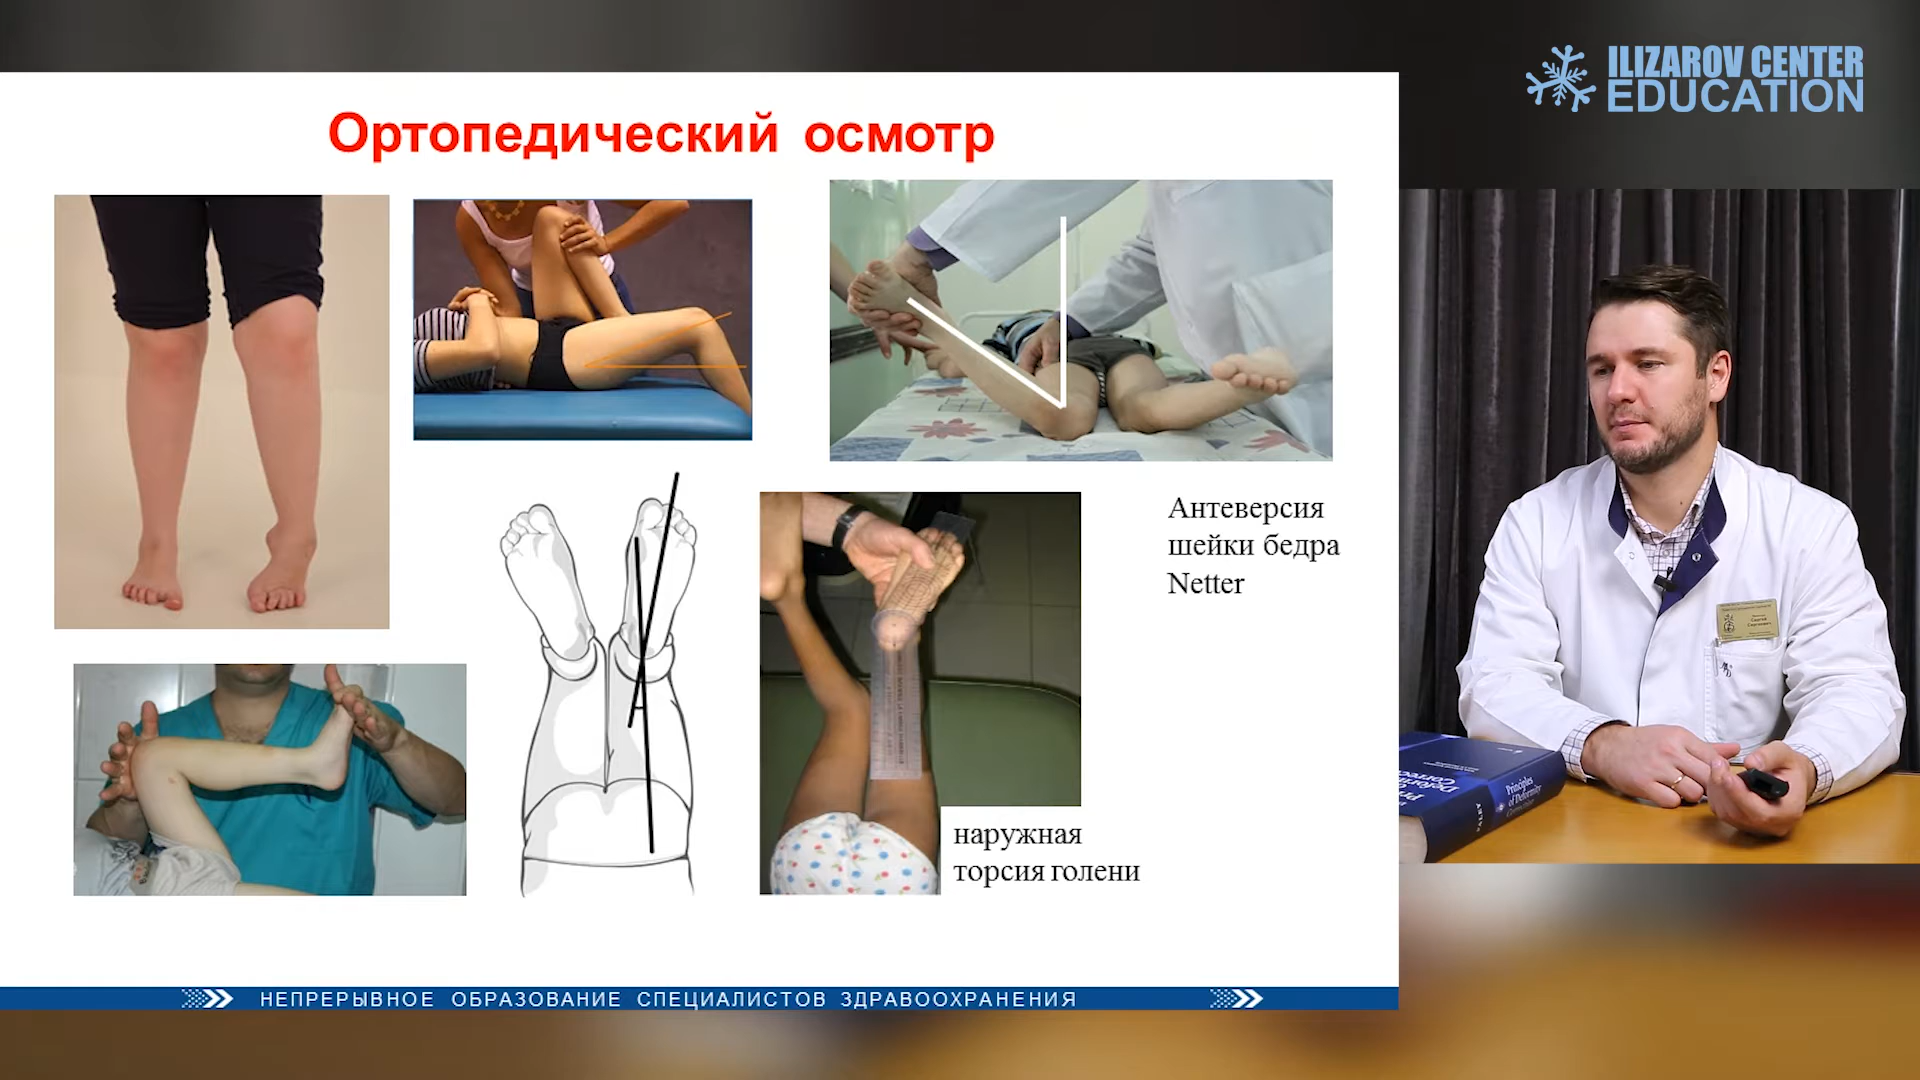 ILIZAROV CENTER
EDUCATION
Ортопедический осмотр
Антеверсия
шейки бедра
Netter
наружная
торсия голени
Principles
of Deformity
Correction
PALEY
НЕПРЕРЫВНОЕ ОБРАЗОВАНИЕ СПЕЦИАЛИСТОВ ЗДРАВООХРАНЕНИЯ